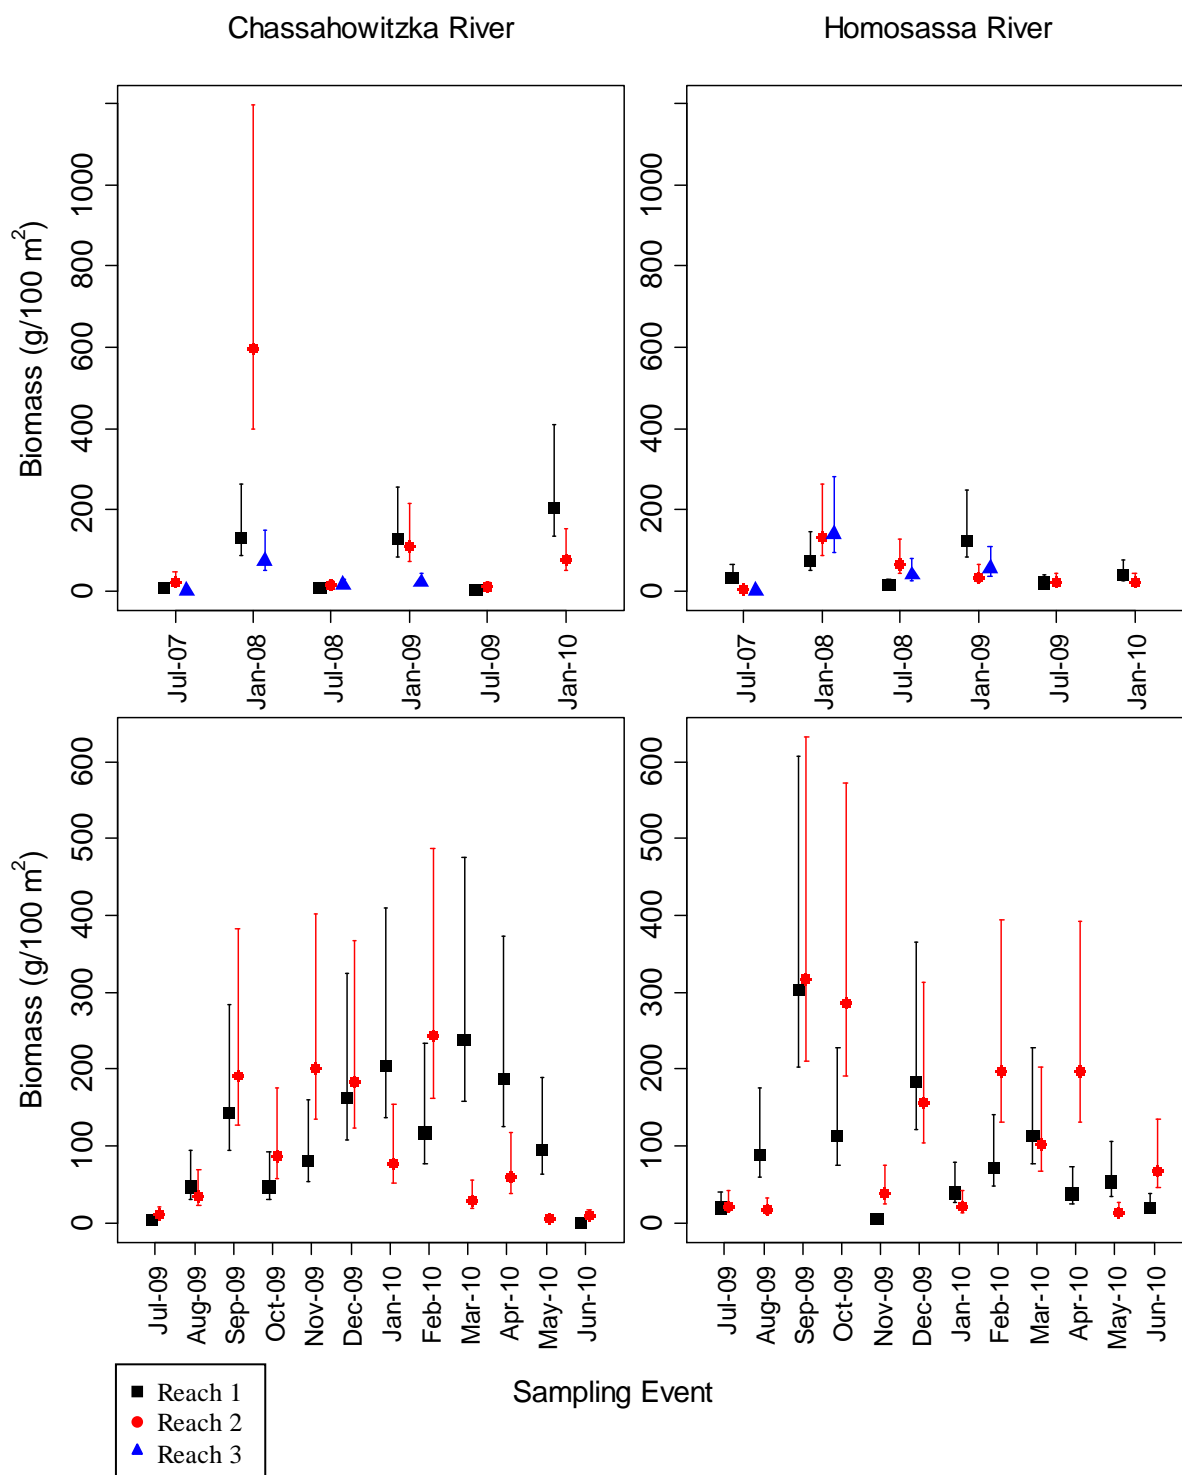 Chassahowitzka River
Homosassa River
Biomass (g/100 m²)
0
200
400
600
800
1000
0
200
400
600
800
1000
Jul-07
Jan-08
Jul-08
Jan-09
Jul-09
Jan-10
Jul-07
Jan-08
Jul-08
Jan-09
Jul-09
Jan-10
Biomass (g/100 m²)
0
100
200
300
400
500
600
0
100
200
300
400
500
600
Jul-09
Aug-09
Sep-09
Oct-09
Nov-09
Dec-09
Jan-10
Feb-10
Mar-10
Apr-10
May-10
Jun-10
Jul-09
Aug-09
Sep-09
Oct-09
Nov-09
Dec-09
Jan-10
Feb-10
Mar-10
Apr-10
May-10
Jun-10
Sampling Event
Reach 1
Reach 2
Reach 3